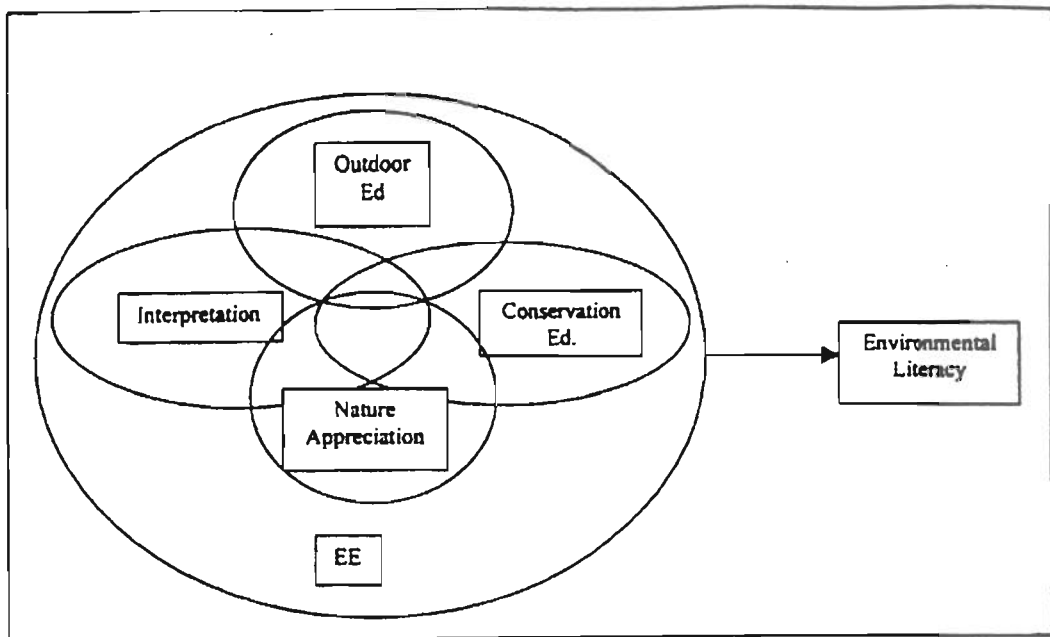 Outdoor
Ed
Interpretation
Conservation
Ed.
Environmental
Literacy
Nature
Appreciation
EE